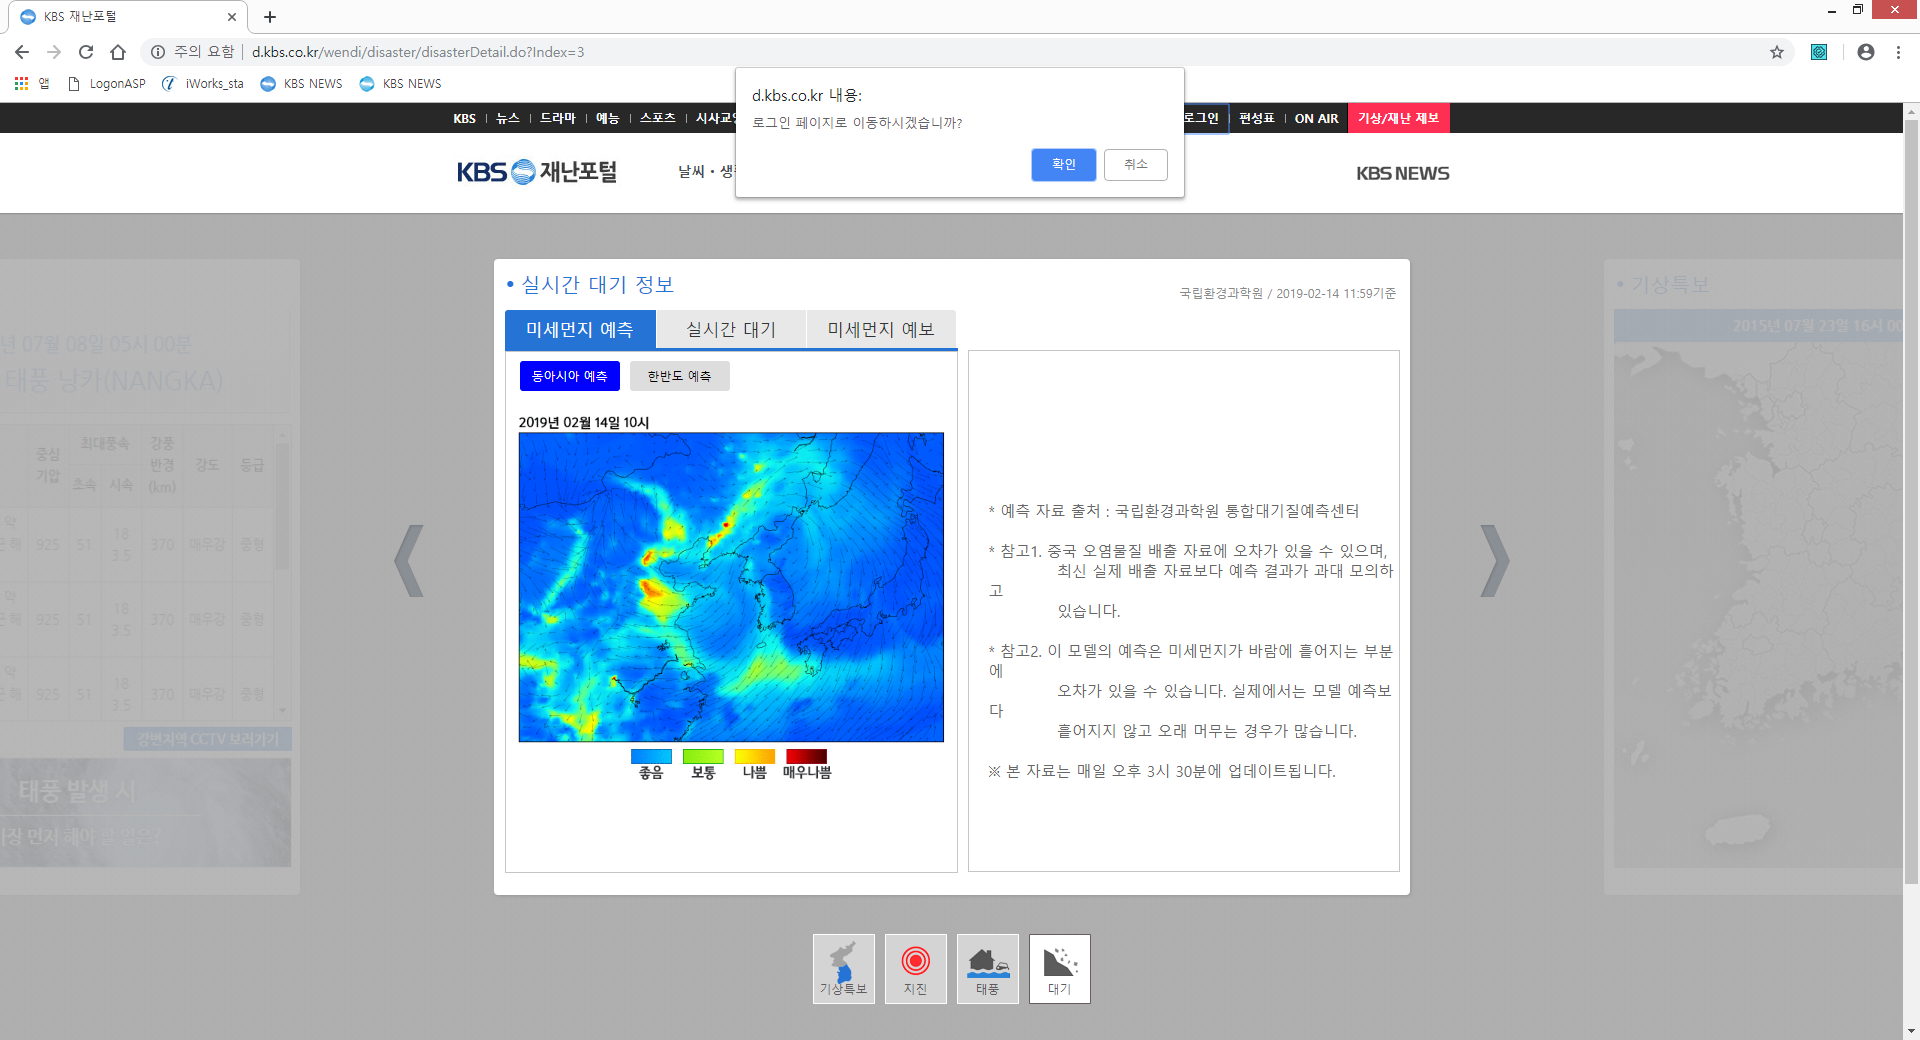 KBS 재난포털
주의 요함 | d.kbs.co.kr/wendi/disaster/disasterDetail.do?Index=3
앱 LogonASP iWorks_sta KBS NEWS KBS NEWS
d.kbs.co.kr 내용:
로그인 페이지로 이동하시겠습니까?
확인 취소
KBS | 뉴스 | 드라마 | 예능 | 스포츠 | 시사교양
로그인 | 편성표 | ON AIR 기상/재난 제보
KBS 재난포털 날씨 · 생 KBS NEWS
• 실시간 대기 정보
국립환경과학원 / 2019-02-14 11:59기준
미세먼지 예측 실시간 대기 미세먼지 예보
동아시아 예측 한반도 예측
2019년 02월 14일 10시
좋음 보통 나쁨 매우나쁨
* 예측 자료 출처 : 국립환경과학원 통합대기질예측센터
* 참고1. 중국 오염물질 배출 자료에 오차가 있을 수 있으며,
최신 실제 배출 자료보다 예측 결과가 과대 모의하
고
있습니다.
* 참고2. 이 모델의 예측은 미세먼지가 바람에 흩어지는 부분
에
오차가 있을 수 있습니다. 실제에서는 모델 예측보
다
흩어지지 않고 오래 머무는 경우가 많습니다.
※ 본 자료는 매일 오후 3시 30분에 업데이트됩니다.
년 07월 08일 05시 00분
태풍 낭카(NANGKA)
중심
기압
최대풍속
초속 시속
강풍
반경
(km)
강도 등급
약
근 해 925 51 18
3.5 370 매우강 중형
약
근 해 925 51 18
3.5 370 매우강 중형
약
근 해 925 51 18
3.5 370 매우강 중형
강변지역 CCTV 보러가기
태풍 발생 시
가장 먼저 해야 할 일은?
• 기상특보
2015년 07월 23일 16시 00
기상특보 지진 태풍 대기